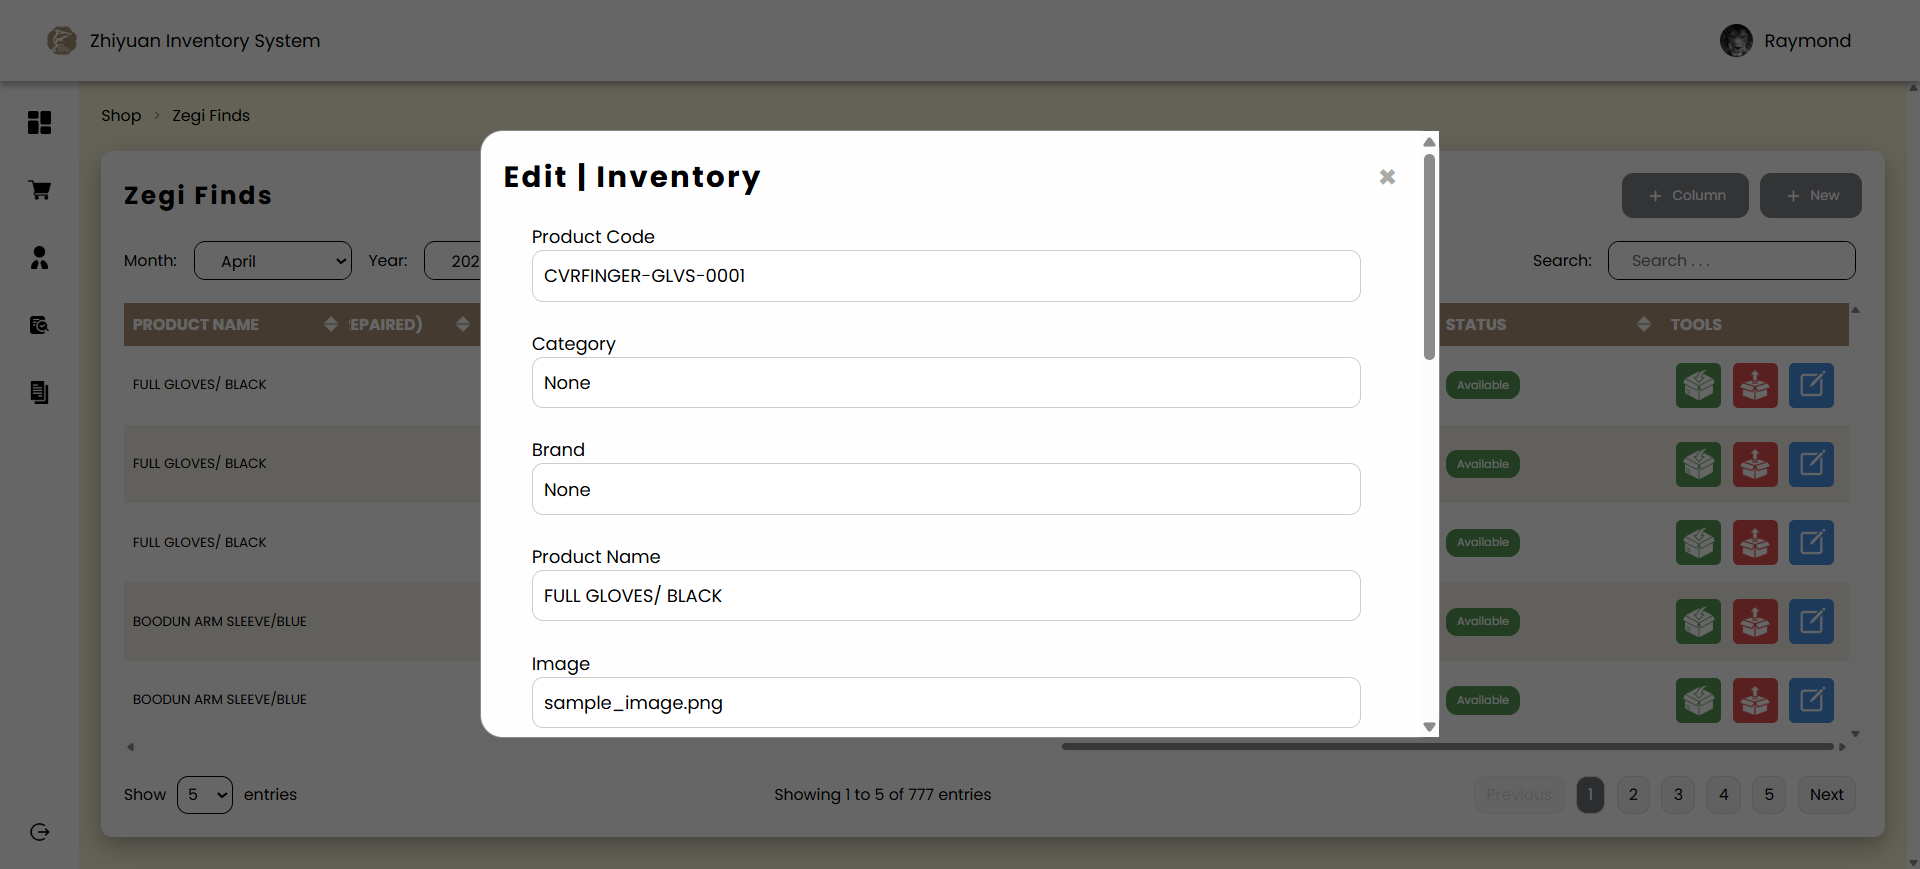 Zhiyuan Inventory System
Raymond
Shop > Zegi Finds
Zegi Finds
+ Column
+ New
Month: April Year: 202
Search: Search . . .
PRODUCT NAME EPAIRED) STATUS TOOLS
FULL GLOVES/ BLACK Available
FULL GLOVES/ BLACK Available
FULL GLOVES/ BLACK Available
BOODUN ARM SLEEVE/BLUE Available
BOODUN ARM SLEEVE/BLUE Available
Edit | Inventory
Product Code
CVRFINGER-GLVS-0001
Category
None
Brand
None
Product Name
FULL GLOVES/ BLACK
Image
sample_image.png
Show 5 entries
Showing 1 to 5 of 777 entries
Previous 1 2 3 4 5 Next